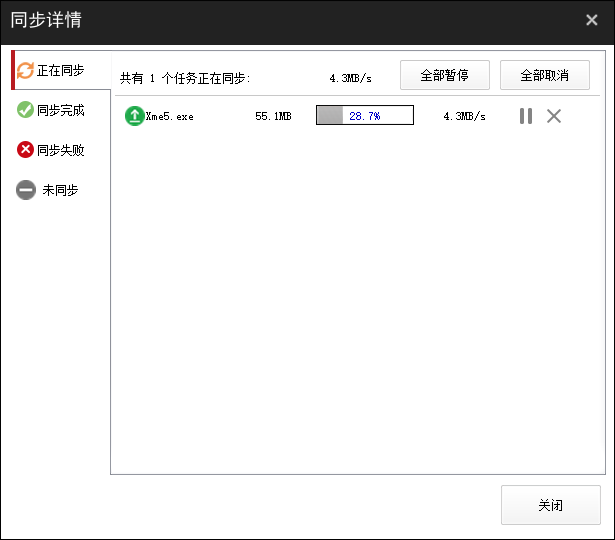 同步详情
正在同步
共有 1 个任务正在同步: 4.3MB/s 全部暂停 全部取消
Xme5.exe 55.1MB 28.7% 4.3MB/s
同步完成
同步失败
未同步
关闭